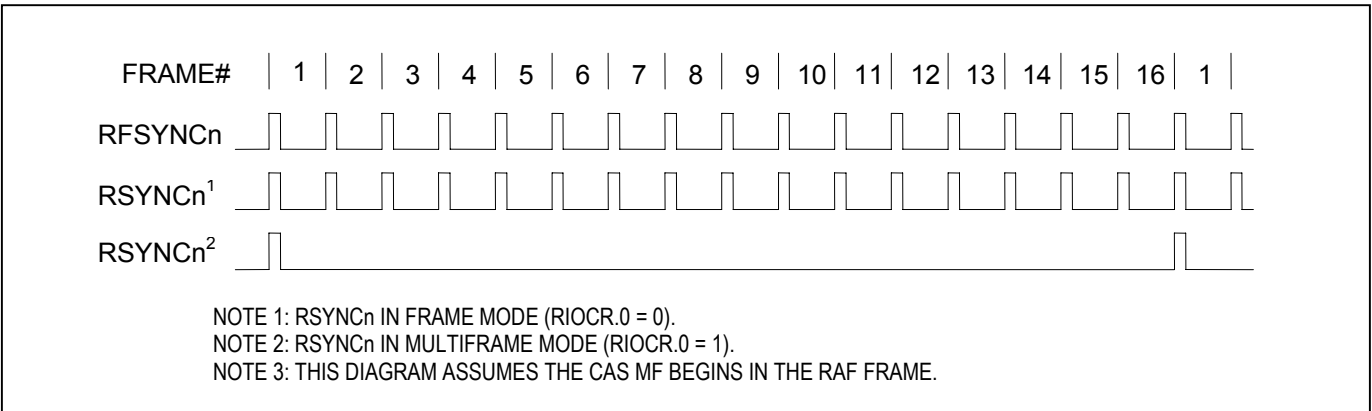 FRAME# 1 2 3 4 5 6 7 8 9 10 11 12 13 14 15 16 1
RFSYNCn
RSYNCn¹
RSYNCn²
NOTE 1: RSYNCn IN FRAME MODE (RIOCR.0 = 0).
NOTE 2: RSYNCn IN MULTIFRAME MODE (RIOCR.0 = 1).
NOTE 3: THIS DIAGRAM ASSUMES THE CAS MF BEGINS IN THE RAF FRAME.